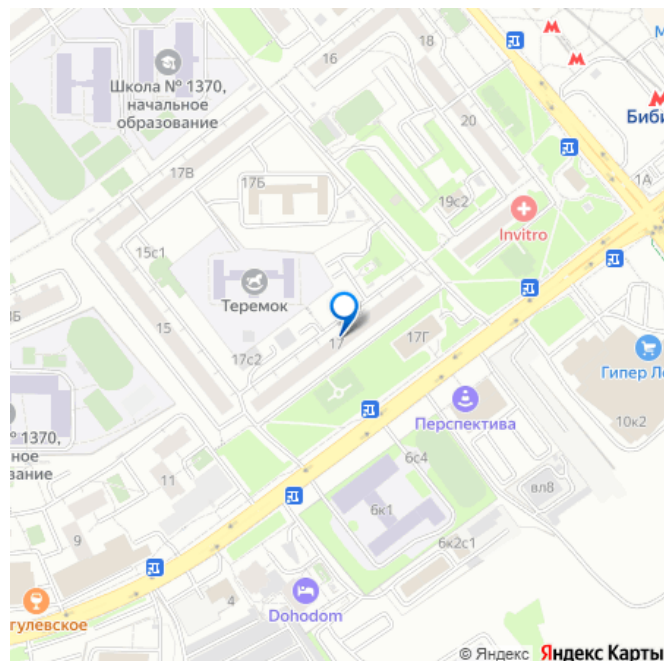 18
16
Школа № 1370,
начальное
образование
М
20
Биби
17В
17Б
1А
19с2
Invitro
15с1
Теремок
15
17с2
17
17Г
Гипер Ле
10к2
Перспектива
№ 1370,
ное
вание
6с4
11
вл8
6к1
9
6к2с1
4
Dohodom
гулевское
© Яндекс Яндекс Карты